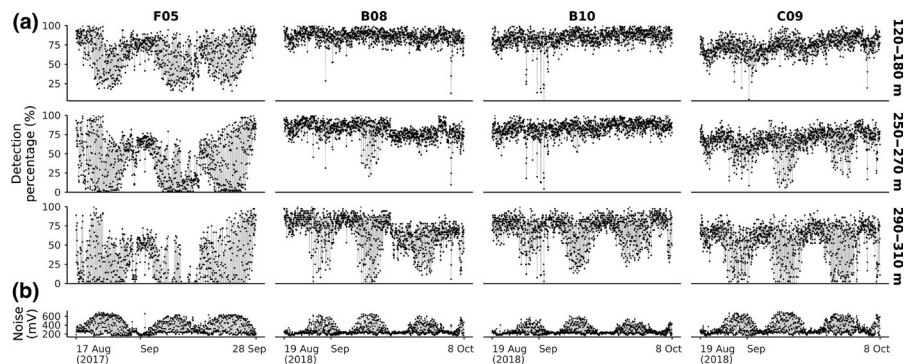 (a)
F05 B08 B10 C09
100
75
50
25
120–180 m
Detection
percentage (%)
100
75
50
25
0
250–270 m
100
75
50
25
0
290–310 m
(b)
Noise
(mV)
600
400
200
17 Aug Sep 28 Sep 19 Aug Sep 8 Oct 19 Aug Sep 8 Oct 19 Aug Sep 8 Oct
(2017) (2018) (2018) (2018)